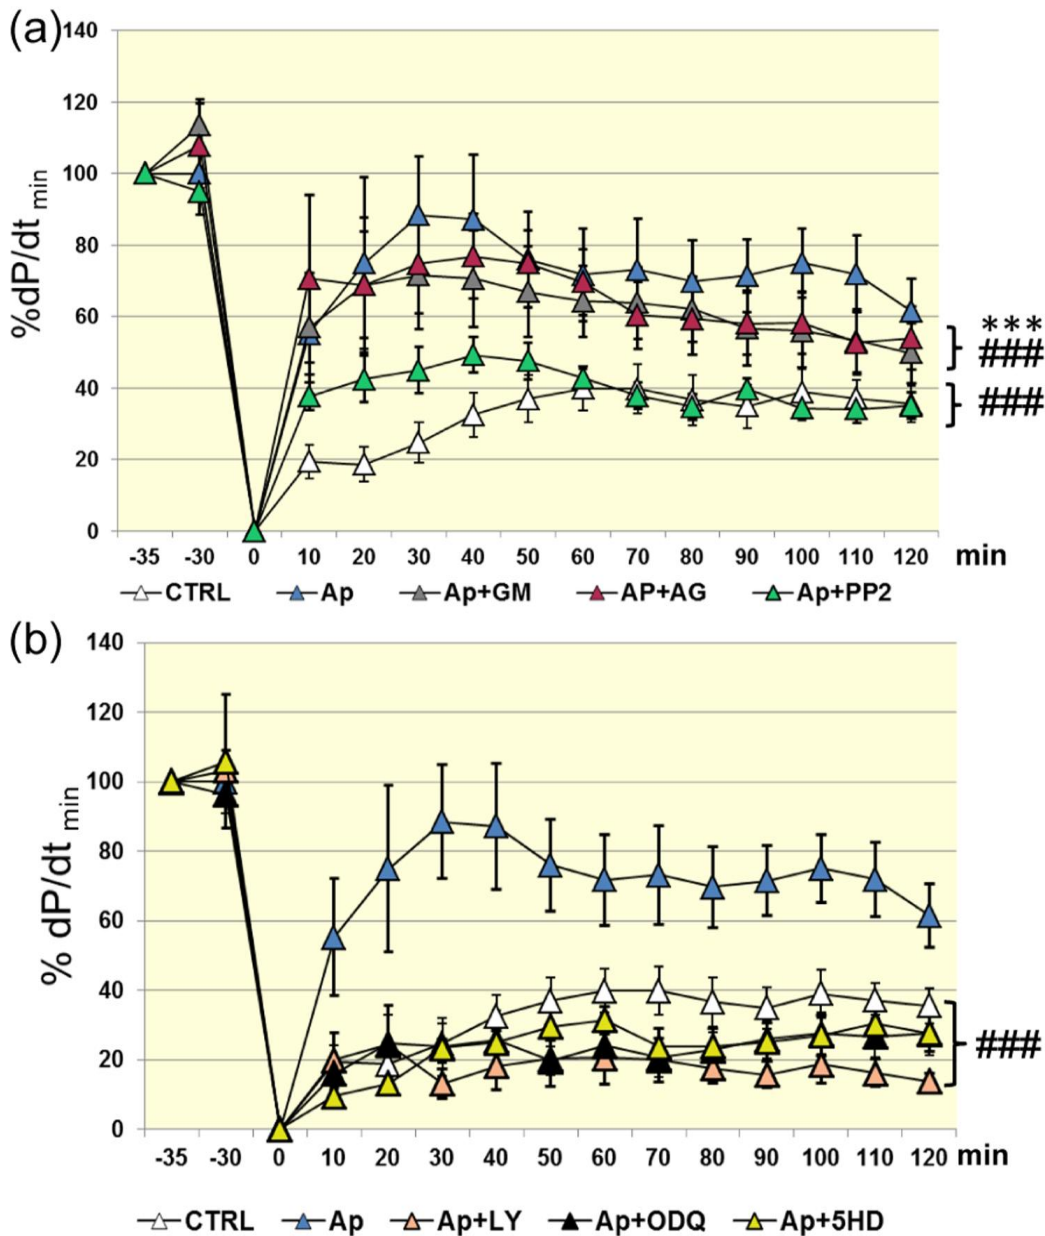 (a)
140
120
100
80
60
40
20
0
%dP/dt min
-35 -30 0 10 20 30 40 50 60 70 80 90 100 110 120 min
***
###
###
CTRL Ap Ap+GM AP+AG Ap+PP2
(b)
140
120
100
80
60
40
20
0
% dP/dt min
-35 -30 0 10 20 30 40 50 60 70 80 90 100 110 120 min
###
CTRL Ap Ap+LY Ap+ODQ Ap+5HD